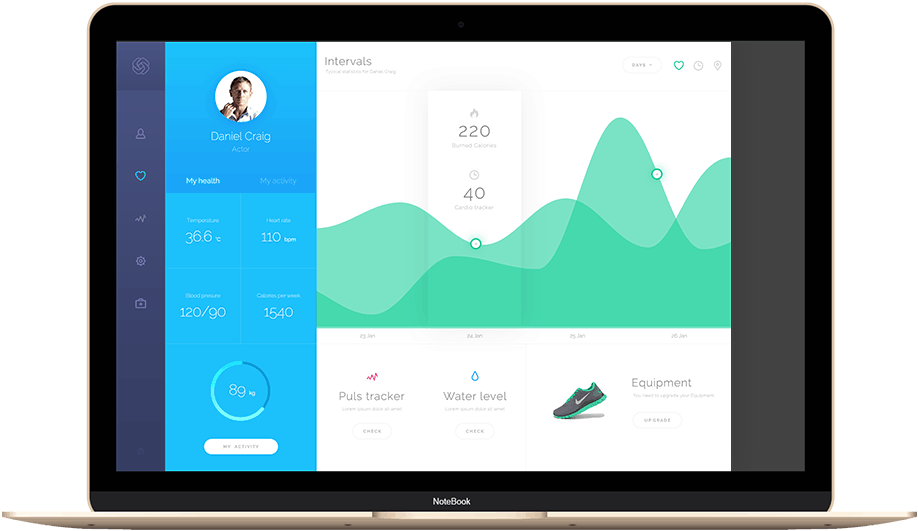 Intervals
Typical statistics for Daniel Craig
DAYS
Daniel Craig
Actor
My health
My activity
Temperature
36.6 °C
Heart rate
110 bpm
Blood presure
120/90
Calories per week
1540
89 kg
MY ACTIVITY
220
Burned Calories
40
Cardio tracker
23 Jan
24 Jan
25 Jan
26 Jan
Puls tracker
Lorem ipsum dolor sit amet
CHECK
Water level
Lorem ipsum dolor sit amet
CHECK
Equipment
You need to upgrade your Equipment
UPGRADE
NoteBook